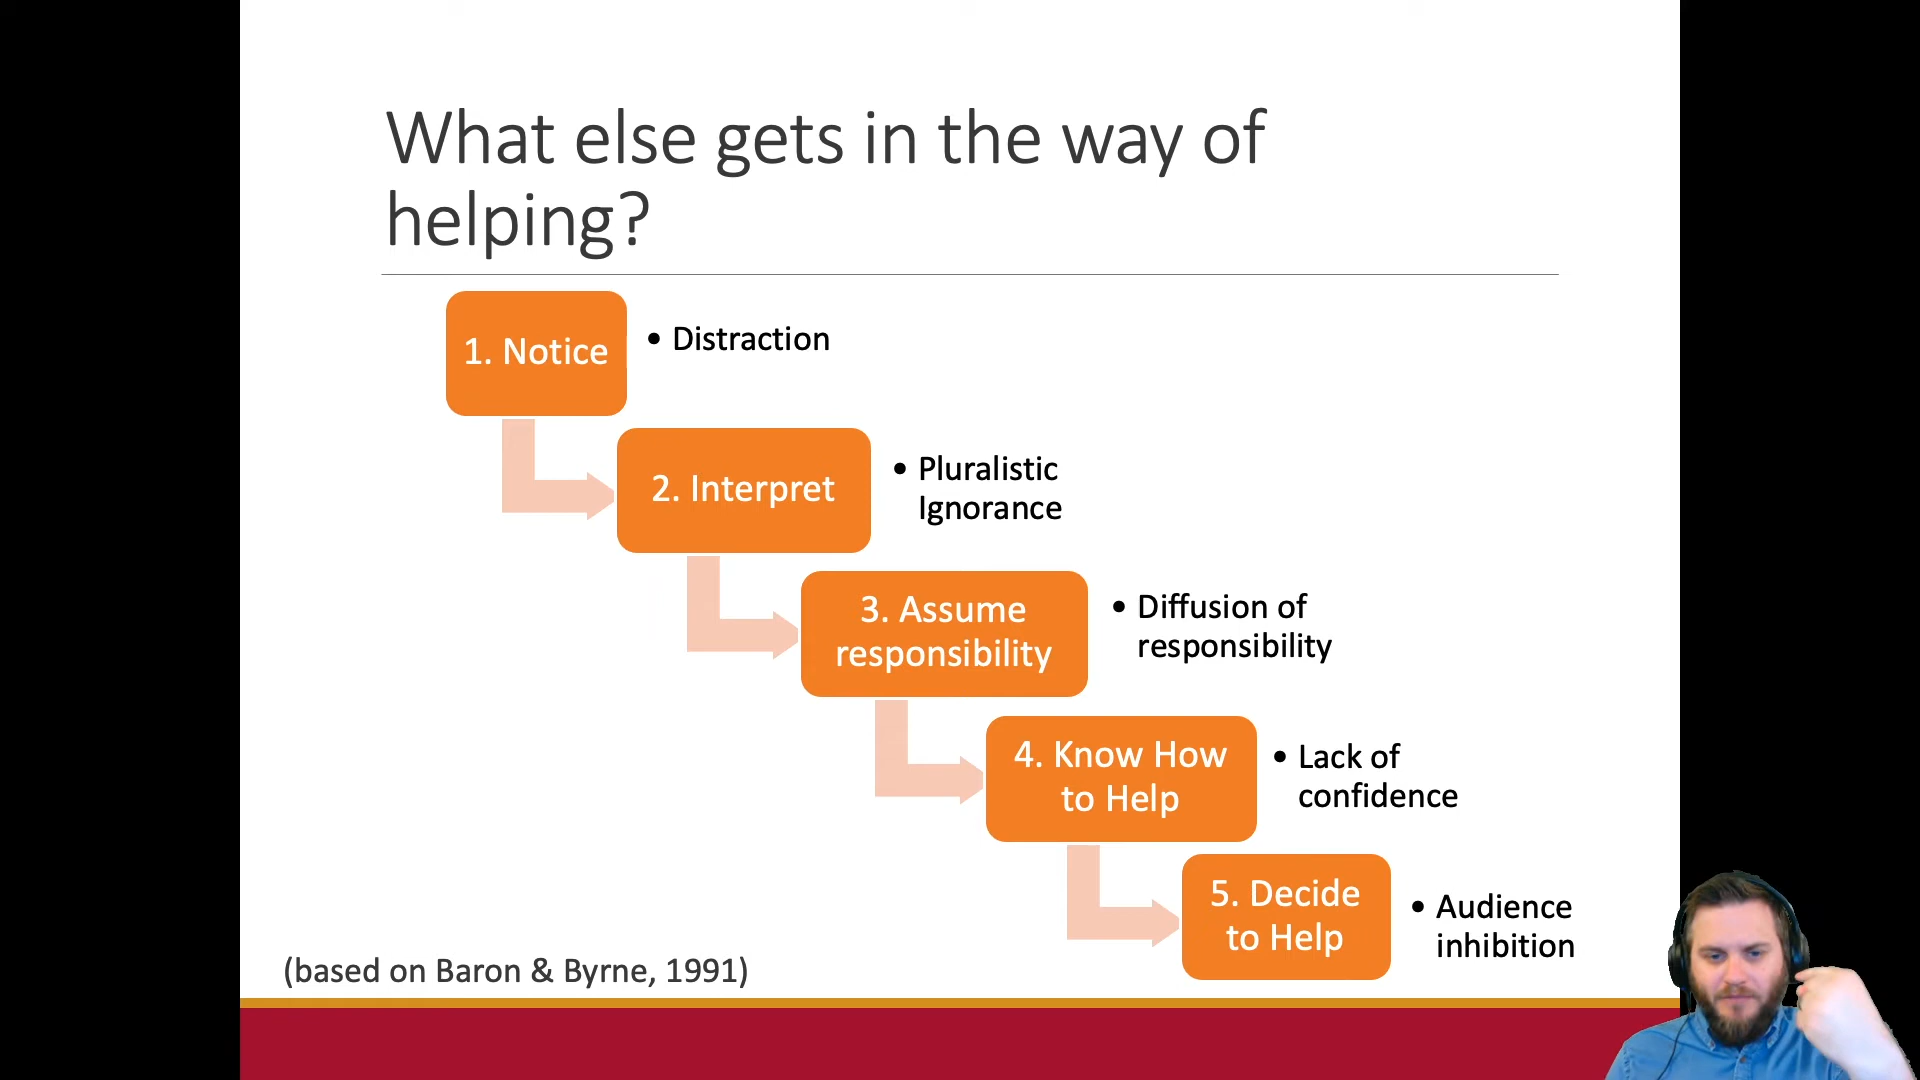 What else gets in the way of
helping?
1. Notice
• Distraction
2. Interpret
• Pluralistic
Ignorance
3. Assume
responsibility
• Diffusion of
responsibility
4. Know How
to Help
• Lack of
confidence
5. Decide
to Help
• Audience
inhibition
(based on Baron & Byrne, 1991)